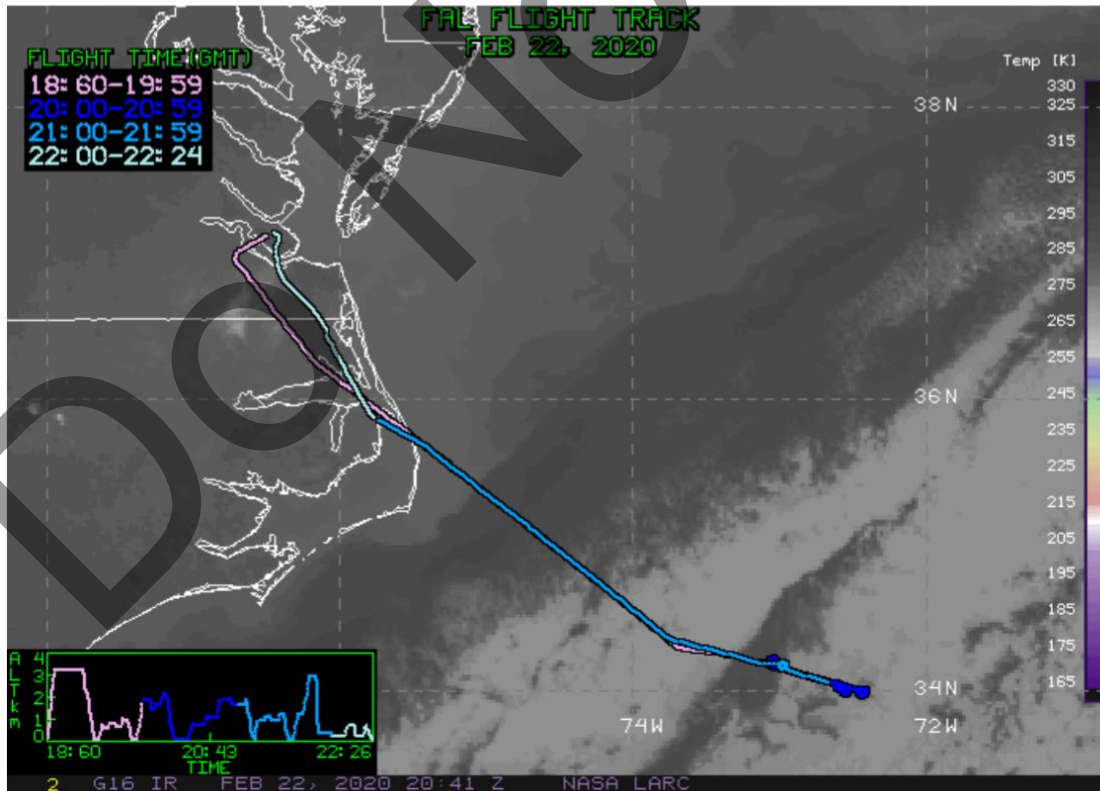 FAL FLIGHT TRACK
FEB 22, 2020
FLIGHT TIME(GMT)
18:60-19:59
20:00-20:59
21:00-21:59
22:00-22:24
Temp [K]
330
325
315
305
295
285
275
265
255
245
235
225
215
205
195
185
175
165
38N
36N
34N
74W
72W
ALTkm
4
3
2
1
0
18:60 20:43 22:26
TIME
2 G16 IR FEB 22, 2020 20:41 Z NASA LARC
Do No